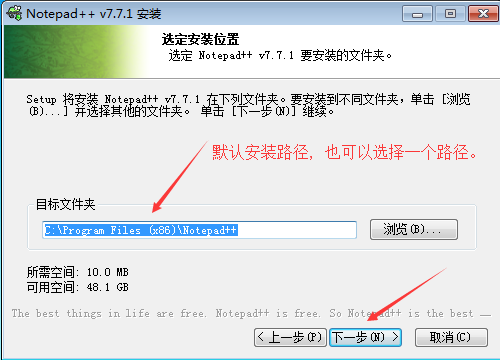 Notepad++ v7.7.1 安装
选定安装位置
选定 Notepad++ v7.7.1 要安装的文件夹。
Setup 将安装 Notepad++ v7.7.1 在下列文件夹。要安装到不同文件夹，单击 [浏览
(B)...] 并选择其他的文件夹。 单击 [下一步(N)] 继续。
默认安装路径，也可以选择一个路径。
目标文件夹
C:\Program Files (x86)\Notepad++
浏览(B)...
所需空间: 10.0 MB
可用空间: 48.1 GB
The best things in life are free. Notepad++ is free. So Notepad++ is the best
< 上一步(P) 下一步(N) > 取消(C)